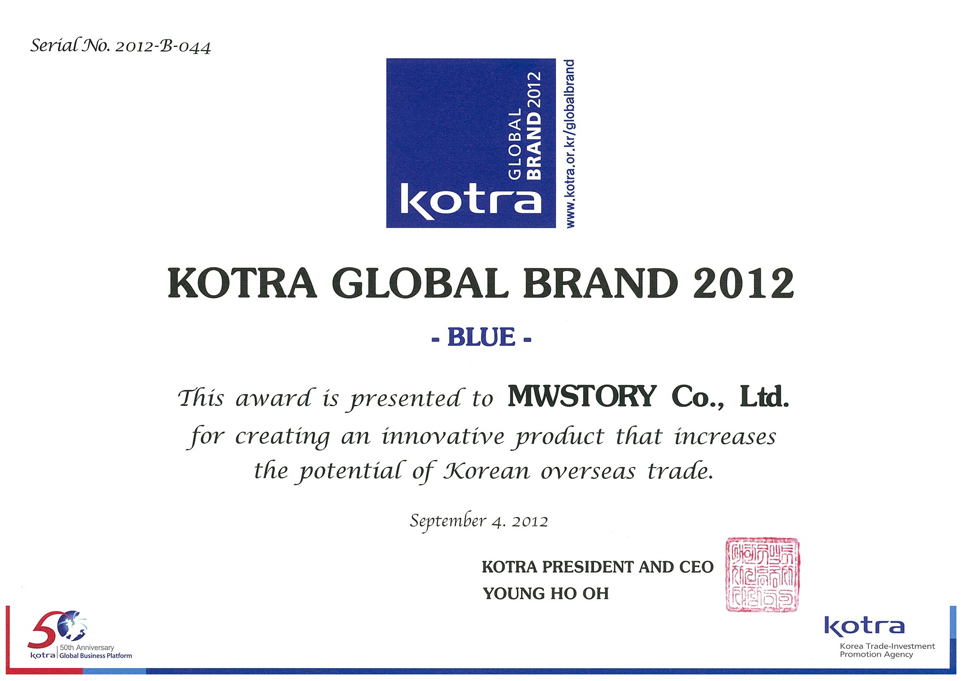 Serial No. 2012-B-044
GLOBAL
BRAND 2012
kotra
www.kotra.or.kr/globalbrand
KOTRA GLOBAL BRAND 2012
- BLUE -
This award is presented to MWSTORY Co., Ltd.
for creating an innovative product that increases
the potential of Korean overseas trade.
September 4. 2012
KOTRA PRESIDENT AND CEO
YOUNG HO OH
50
50th Anniversary
kotra Global Business Platform
kotra
Korea Trade-Investment
Promotion Agency